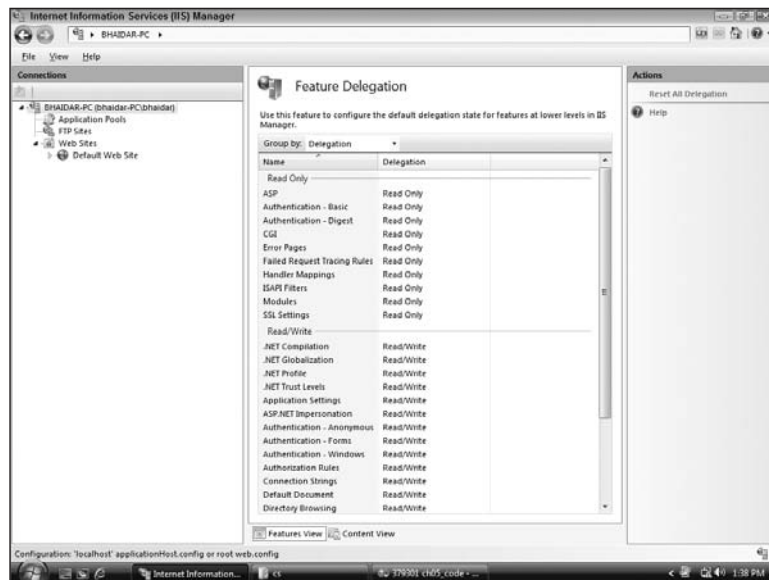 Internet Information Services (IIS) Manager
BHAIDAR-PC
File View Help
Connections
BHAIDAR-PC (bhaidar-PC\bhaidar)
Application Pools
FTP Sites
Web Sites
Default Web Site
Feature Delegation
Use this feature to configure the default delegation state for features at lower levels in IIS
Manager.
Group by: Delegation
Name Delegation
Read Only
ASP Read Only
Authentication - Basic Read Only
Authentication - Digest Read Only
CGI Read Only
Error Pages Read Only
Failed Request Tracing Rules Read Only
Handler Mappings Read Only
ISAPI Filters Read Only
Modules Read Only
SSL Settings Read Only
Read/Write
.NET Compilation Read/Write
.NET Globalization Read/Write
.NET Profile Read/Write
.NET Trust Levels Read/Write
Application Settings Read/Write
ASP.NET Impersonation Read/Write
Authentication - Anonymous Read/Write
Authentication - Forms Read/Write
Authentication - Windows Read/Write
Authorization Rules Read/Write
Connection Strings Read/Write
Default Document Read/Write
Directory Browsing Read/Write
Features View Content View
Actions
Reset All Delegation
Help
Configuration: 'localhost' applicationHost.config or root web.config
Internet Information... cs 379301 ch05_code - ... 1:38 PM